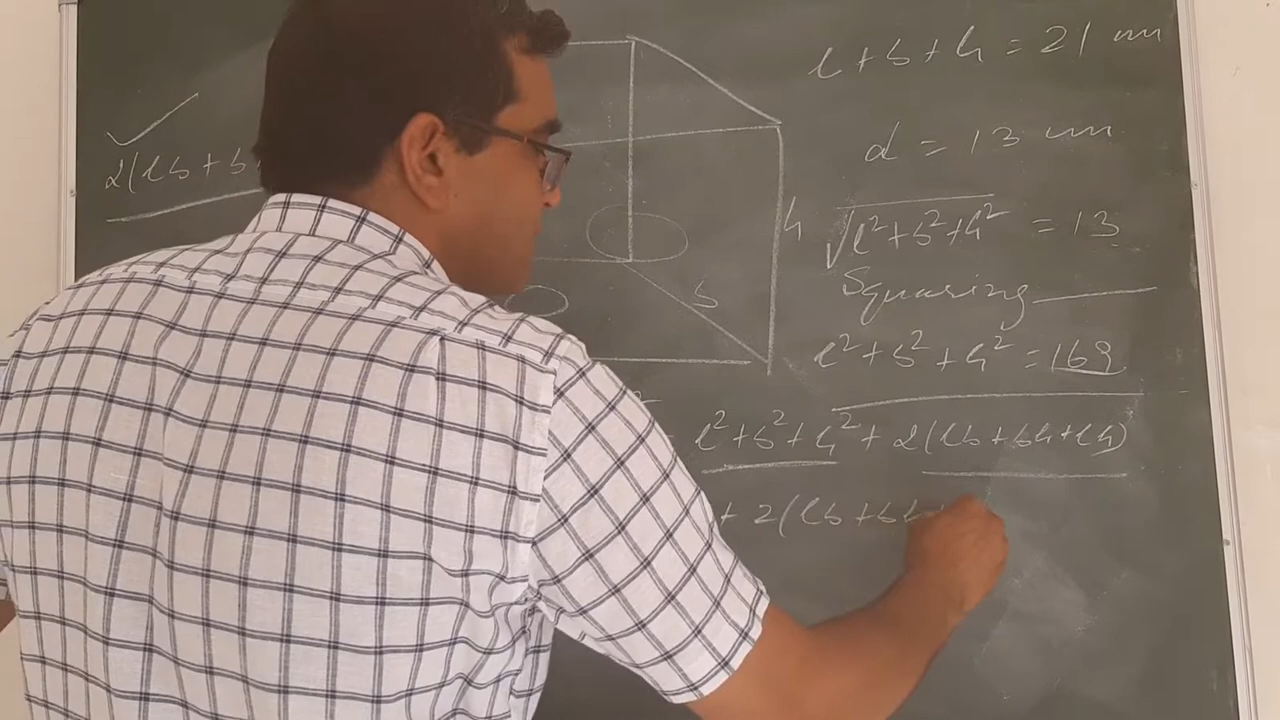 l + b + h = 21 cm
d = 13 cm
2(lb + b
h
√l²+b²+h² = 13
Squaring
b
l² + b² + h² = 169
l² + b² + h² + 2(lb + bh + lh)
+ 2(lb + bh +